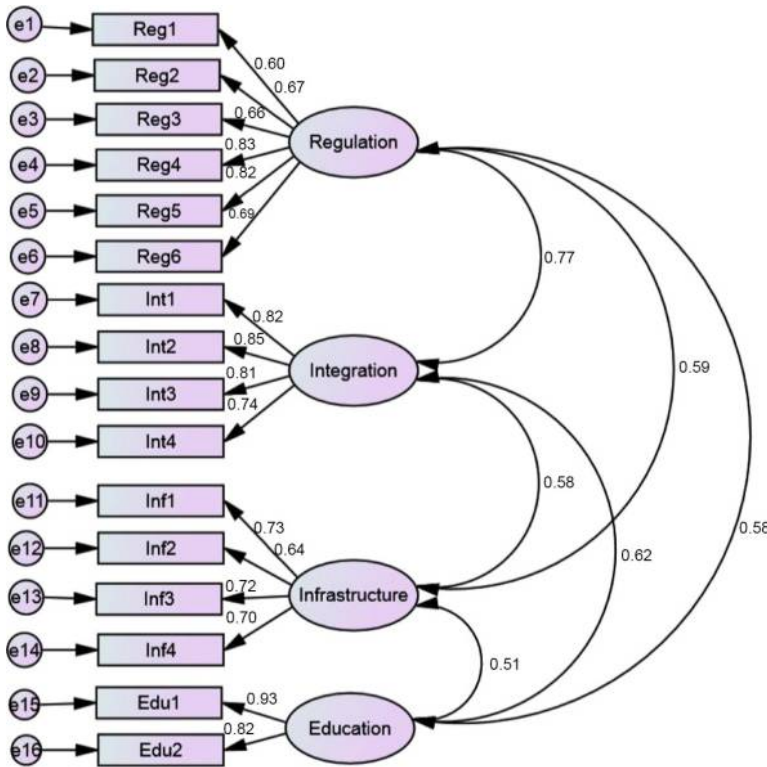 e1 Reg1
0.60
e2 Reg2
0.67
e3 Reg3
0.66
Regulation
e4 Reg4
0.83
0.82
e5 Reg5
0.69
e6 Reg6
0.77
e7 Int1
0.82
e8 Int2
0.85
Integration
0.59
e9 Int3
0.81
0.74
e10 Int4
0.58
e11 Inf1
0.73
0.58
e12 Inf2
0.64
0.62
e13 Inf3
0.72
Infrastructure
0.70
e14 Inf4
0.51
e15 Edu1
0.93
Education
0.82
e16 Edu2